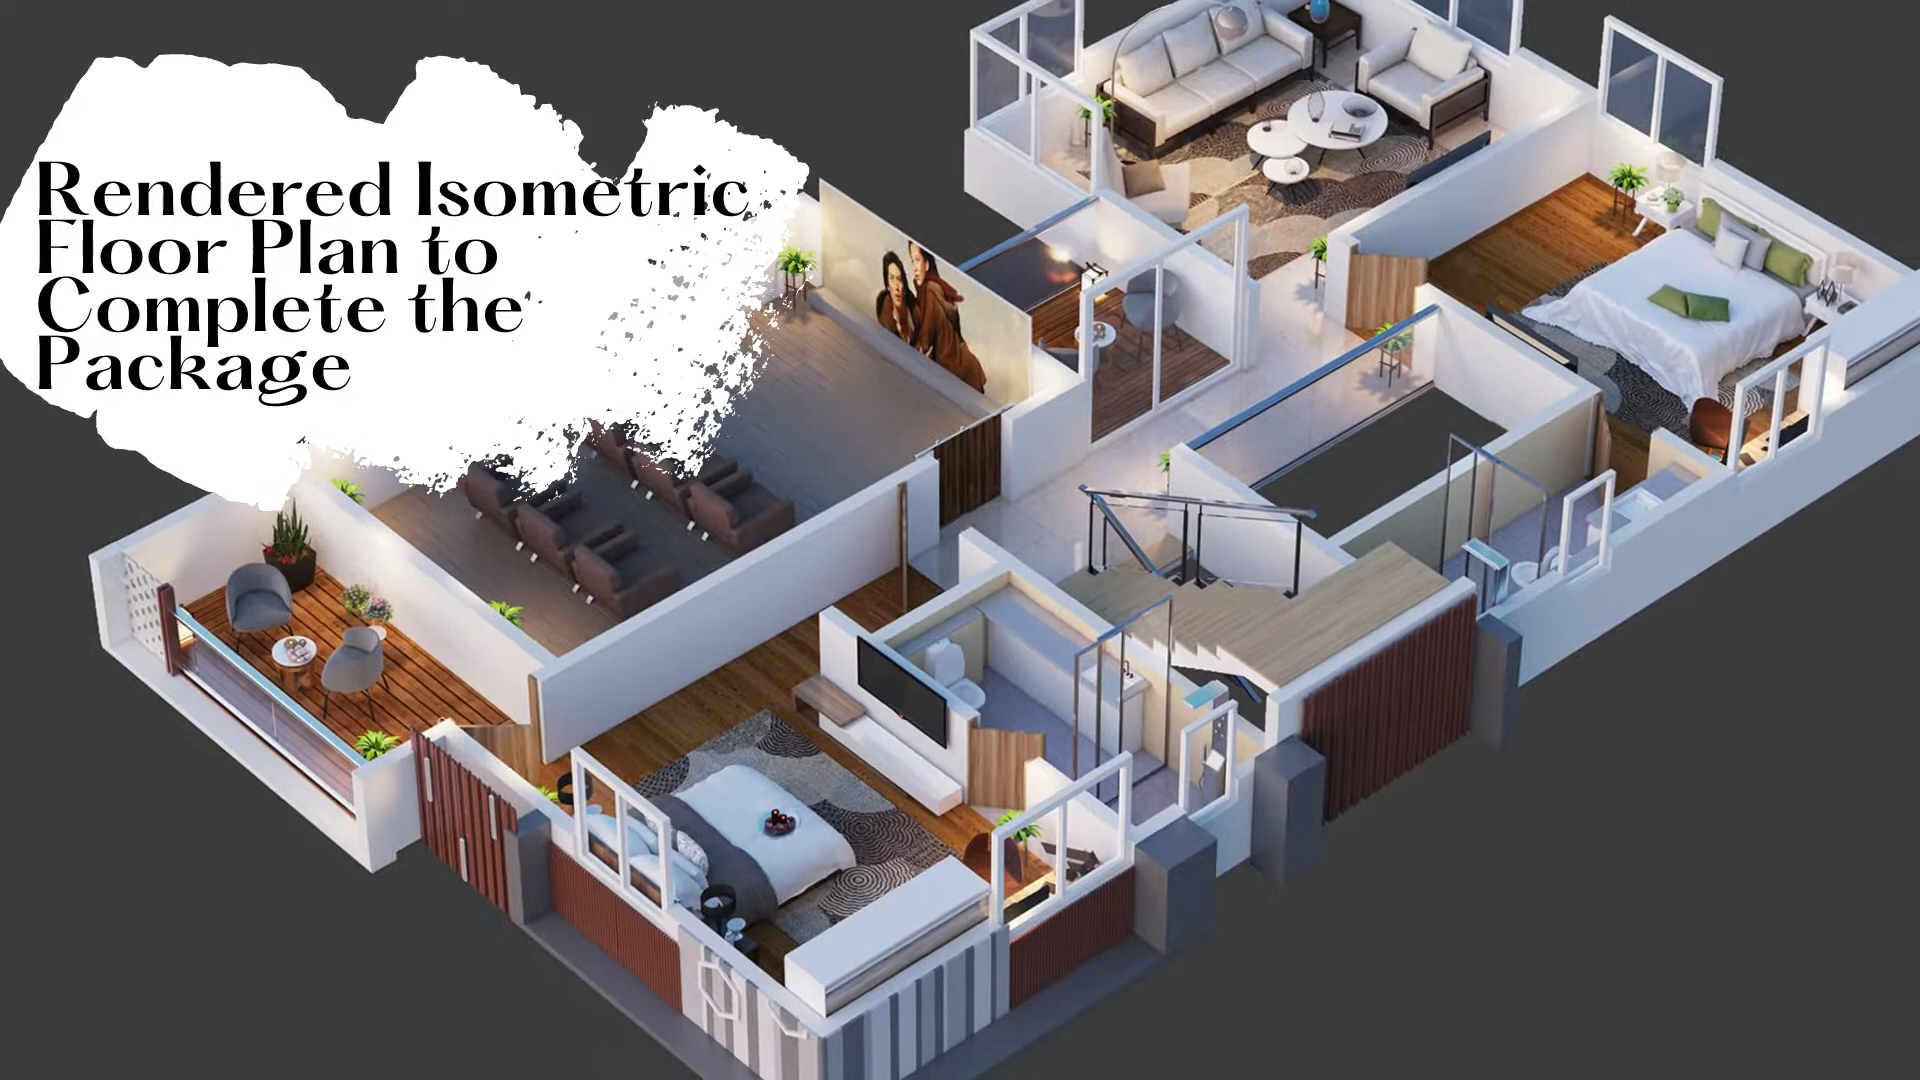 Rendered Isometric
Floor Plan to
Complete the
Package